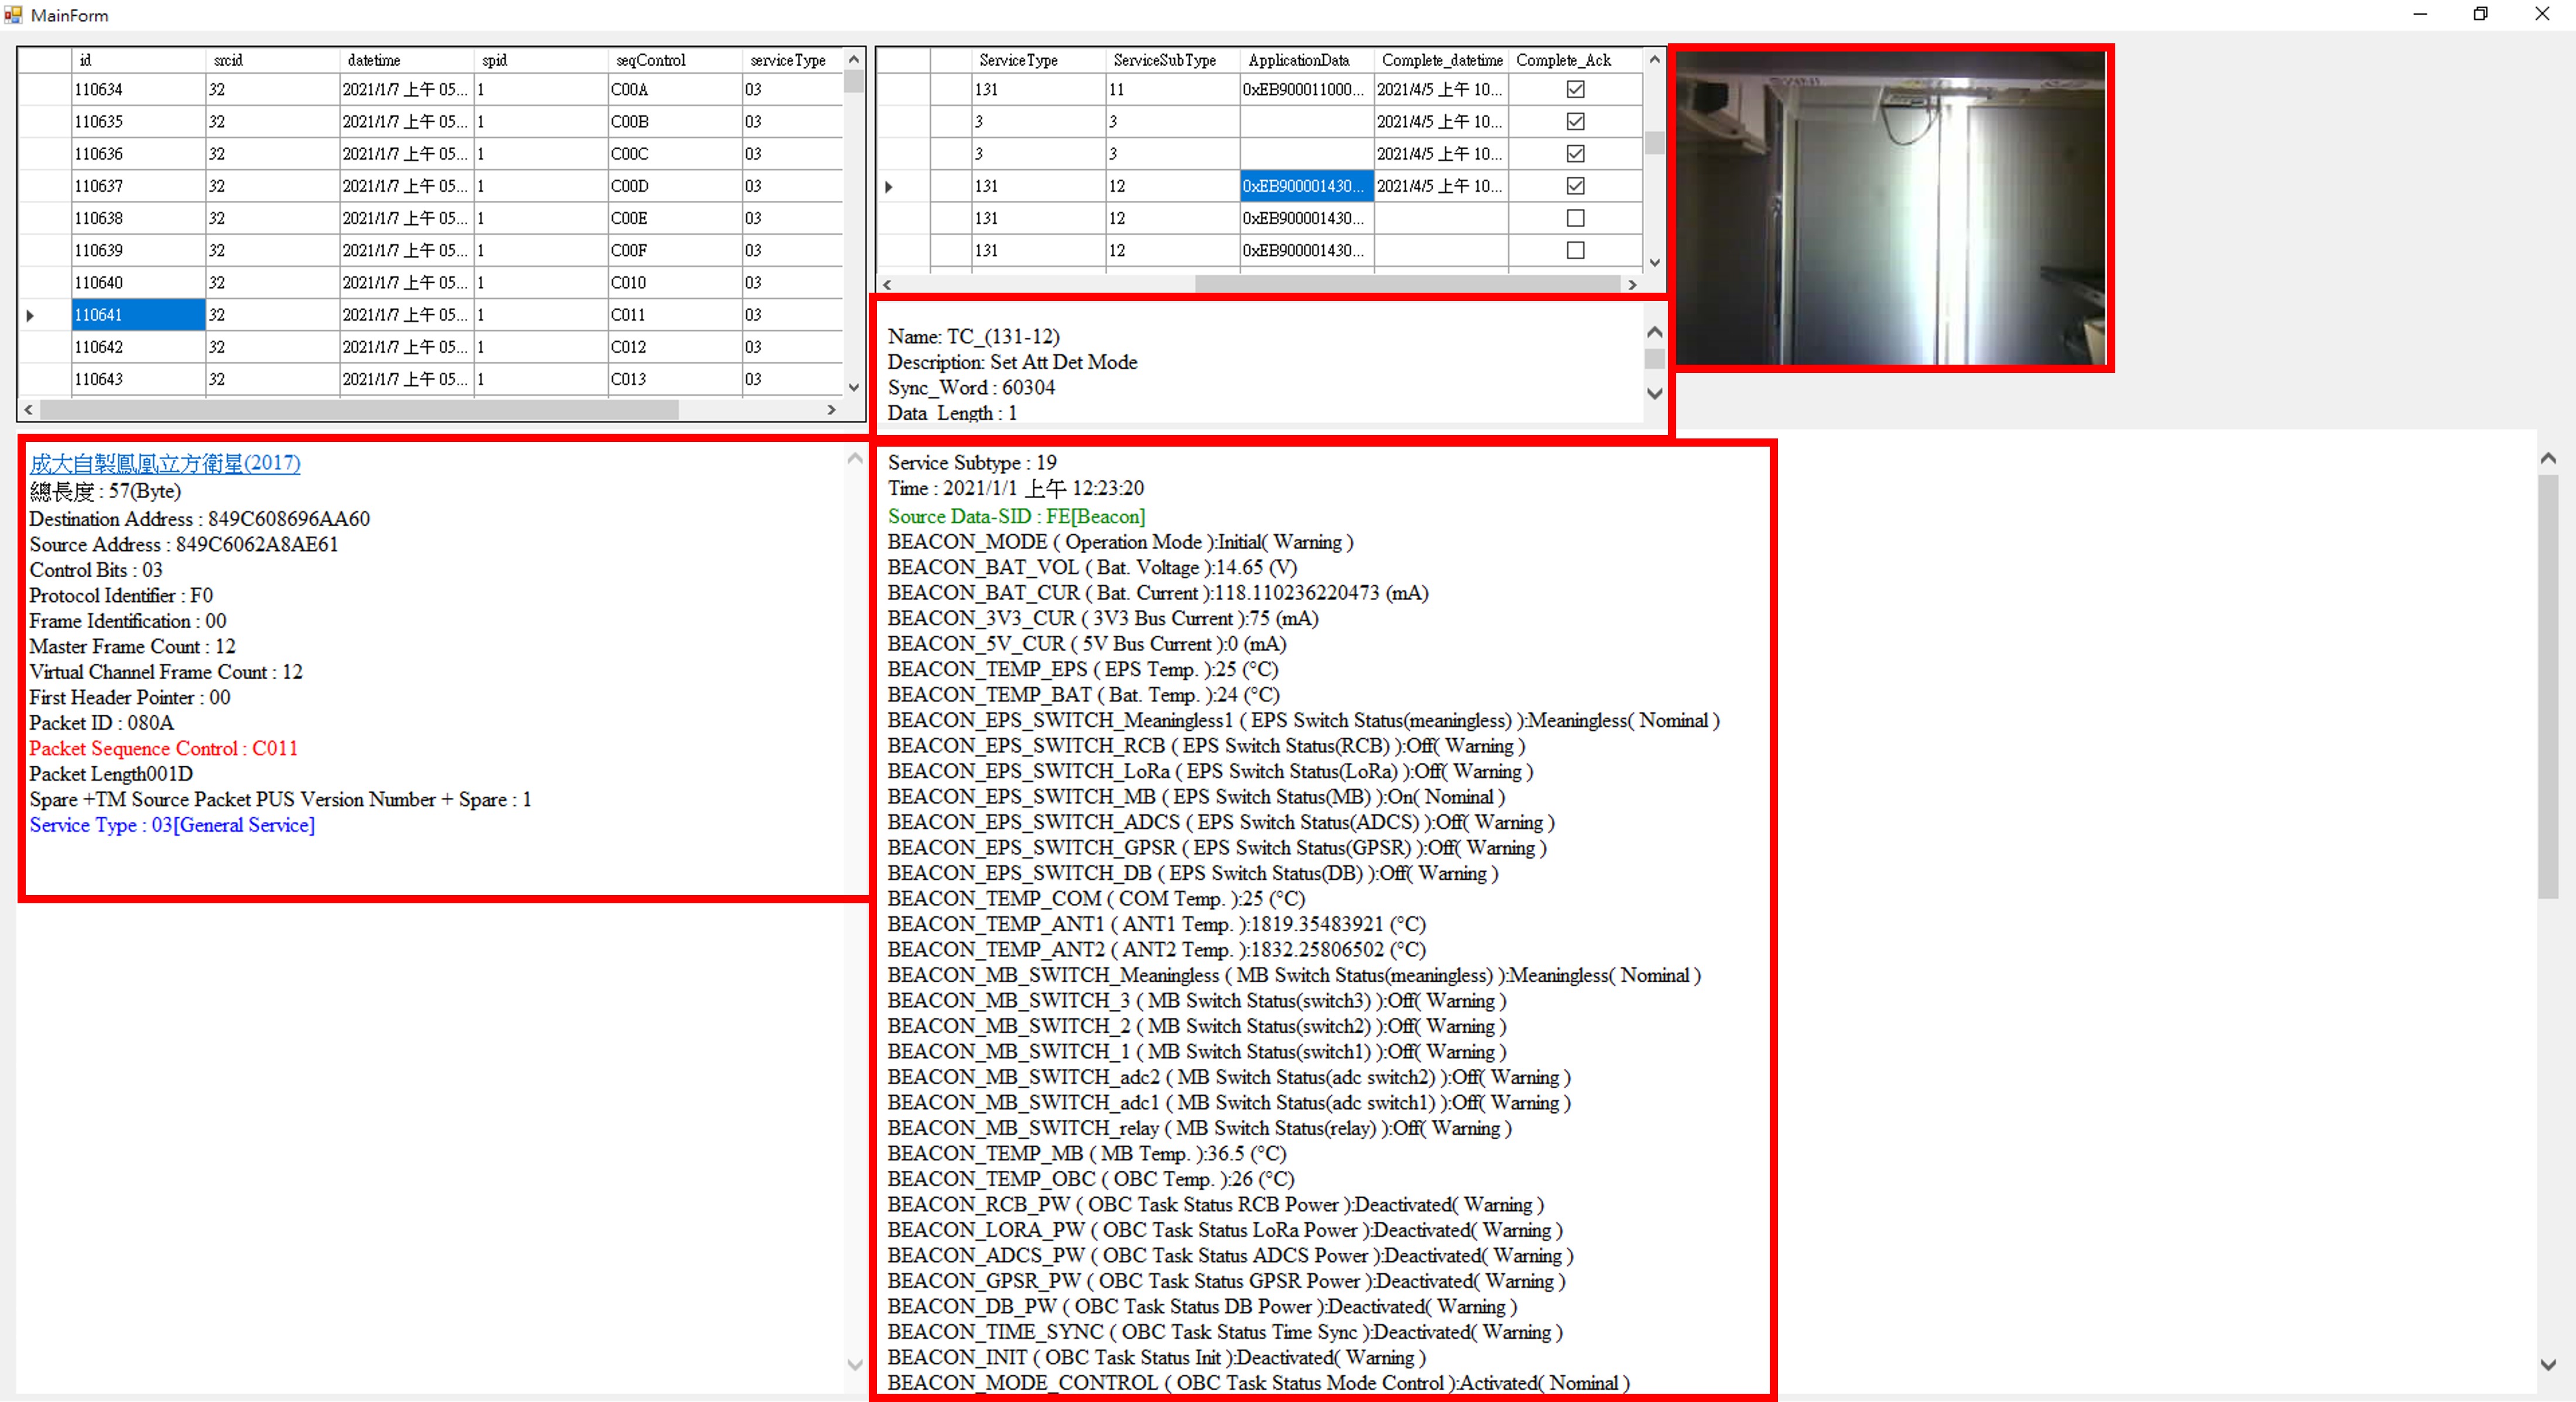 MainForm
id srcid datetime spid seqControl serviceType
110634 32 2021/1/7 上午 05... 1 C00A 03
110635 32 2021/1/7 上午 05... 1 C00B 03
110636 32 2021/1/7 上午 05... 1 C00C 03
110637 32 2021/1/7 上午 05... 1 C00D 03
110638 32 2021/1/7 上午 05... 1 C00E 03
110639 32 2021/1/7 上午 05... 1 C00F 03
110640 32 2021/1/7 上午 05... 1 C010 03
110641 32 2021/1/7 上午 05... 1 C011 03
110642 32 2021/1/7 上午 05... 1 C012 03
110643 32 2021/1/7 上午 05... 1 C013 03
ServiceType ServiceSubType ApplicationData Complete_datetime Complete_Ack
131 11 0xEB900011000... 2021/4/5 上午 10...
3 3 2021/4/5 上午 10...
3 3 2021/4/5 上午 10...
131 12 0xEB900001430... 2021/4/5 上午 10...
131 12 0xEB900001430...
131 12 0xEB900001430...
Name: TC_(131-12)
Description: Set Att Det Mode
Sync_Word : 60304
Data_Length : 1
成大自製鳳凰立方衛星(2017)
總長度 : 57(Byte)
Destination Address : 849C608696AA60
Source Address : 849C6062A8AE61
Control Bits : 03
Protocol Identifier : F0
Frame Identification : 00
Master Frame Count : 12
Virtual Channel Frame Count : 12
First Header Pointer : 00
Packet ID : 080A
Packet Sequence Control : C011
Packet Length001D
Spare +TM Source Packet PUS Version Number + Spare : 1
Service Type : 03[General Service]
Service Subtype : 19
Time : 2021/1/1 上午 12:23:20
Source Data-SID : FE[Beacon]
BEACON_MODE ( Operation Mode ):Initial( Warning )
BEACON_BAT_VOL ( Bat. Voltage ):14.65 (V)
BEACON_BAT_CUR ( Bat. Current ):118.110236220473 (mA)
BEACON_3V3_CUR ( 3V3 Bus Current ):75 (mA)
BEACON_5V_CUR ( 5V Bus Current ):0 (mA)
BEACON_TEMP_EPS ( EPS Temp. ):25 (°C)
BEACON_TEMP_BAT ( Bat. Temp. ):24 (°C)
BEACON_EPS_SWITCH_Meaningless1 ( EPS Switch Status(meaningless) ):Meaningless( Nominal )
BEACON_EPS_SWITCH_RCB ( EPS Switch Status(RCB) ):Off( Warning )
BEACON_EPS_SWITCH_LoRa ( EPS Switch Status(LoRa) ):Off( Warning )
BEACON_EPS_SWITCH_MB ( EPS Switch Status(MB) ):On( Nominal )
BEACON_EPS_SWITCH_ADCS ( EPS Switch Status(ADCS) ):Off( Warning )
BEACON_EPS_SWITCH_GPSR ( EPS Switch Status(GPSR) ):Off( Warning )
BEACON_EPS_SWITCH_DB ( EPS Switch Status(DB) ):Off( Warning )
BEACON_TEMP_COM ( COM Temp. ):25 (°C)
BEACON_TEMP_ANT1 ( ANT1 Temp. ):1819.35483921 (°C)
BEACON_TEMP_ANT2 ( ANT2 Temp. ):1832.25806502 (°C)
BEACON_MB_SWITCH_Meaningless ( MB Switch Status(meaningless) ):Meaningless( Nominal )
BEACON_MB_SWITCH_3 ( MB Switch Status(switch3) ):Off( Warning )
BEACON_MB_SWITCH_2 ( MB Switch Status(switch2) ):Off( Warning )
BEACON_MB_SWITCH_1 ( MB Switch Status(switch1) ):Off( Warning )
BEACON_MB_SWITCH_adc2 ( MB Switch Status(adc switch2) ):Off( Warning )
BEACON_MB_SWITCH_adc1 ( MB Switch Status(adc switch1) ):Off( Warning )
BEACON_MB_SWITCH_relay ( MB Switch Status(relay) ):Off( Warning )
BEACON_TEMP_MB ( MB Temp. ):36.5 (°C)
BEACON_TEMP_OBC ( OBC Temp. ):26 (°C)
BEACON_RCB_PW ( OBC Task Status RCB Power ):Deactivated( Warning )
BEACON_LORA_PW ( OBC Task Status LoRa Power ):Deactivated( Warning )
BEACON_ADCS_PW ( OBC Task Status ADCS Power ):Deactivated( Warning )
BEACON_GPSR_PW ( OBC Task Status GPSR Power ):Deactivated( Warning )
BEACON_DB_PW ( OBC Task Status DB Power ):Deactivated( Warning )
BEACON_TIME_SYNC ( OBC Task Status Time Sync ):Deactivated( Warning )
BEACON_INIT ( OBC Task Status Init ):Deactivated( Warning )
BEACON_MODE_CONTROL ( OBC Task Status Mode Control ):Activated( Nominal )